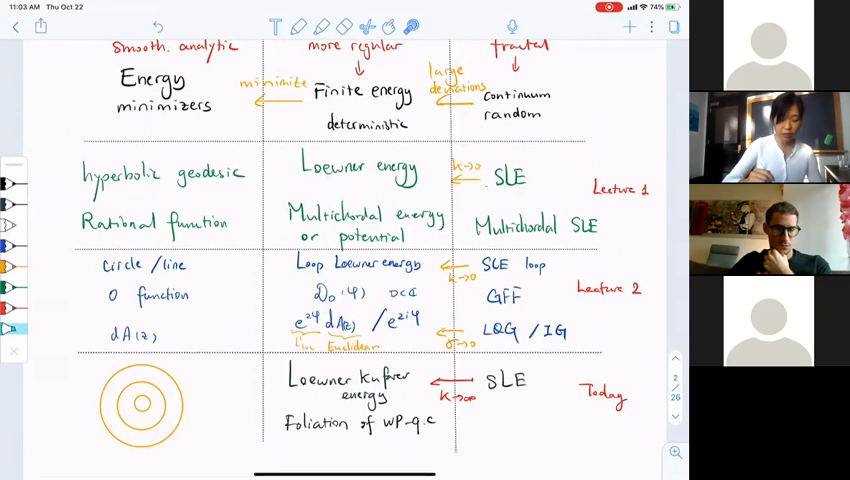 11:03 AM Thu Oct 22
74%
Smooth. analytic more regular fractal
Energy minimizers
minimize
Finite energy
deterministic
large deviations
continuum random
hyperbolic geodesic Loewner energy κ→0 SLE
Lecture 1
Rational function Multichordal energy or potential Multichordal SLE
circle / line Loop Loewner energy κ→0 SLE loop
Lecture 2
0 function D₀(φ) GFF
dA(z) e^{2φ} dA(z) / e^{2iφ} σ→0 LQG / IG
L'loc Euclidean
Loewner Kufarev energy κ→∞ SLE
Today
Foliation of WP-q.c
2
26